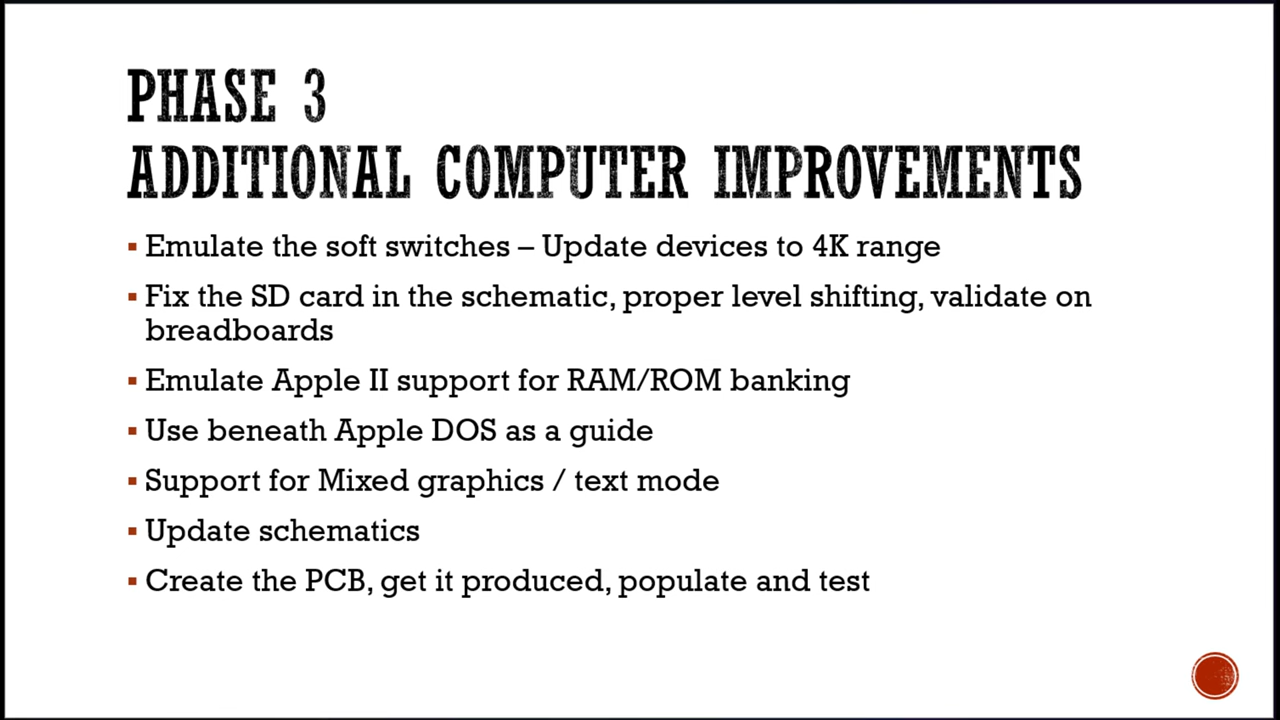 PHASE 3
ADDITIONAL COMPUTER IMPROVEMENTS
▪ Emulate the soft switches – Update devices to 4K range
▪ Fix the SD card in the schematic, proper level shifting, validate on
breadboards
▪ Emulate Apple II support for RAM/ROM banking
▪ Use beneath Apple DOS as a guide
▪ Support for Mixed graphics / text mode
▪ Update schematics
▪ Create the PCB, get it produced, populate and test